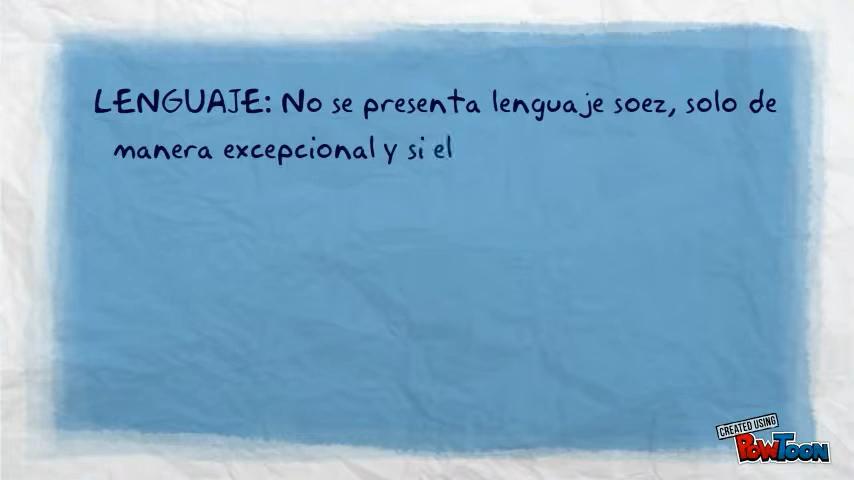 LENGUAJE: No se presenta lenguaje soez, solo de
manera excepcional y si el
CREATED USING
POWTOON